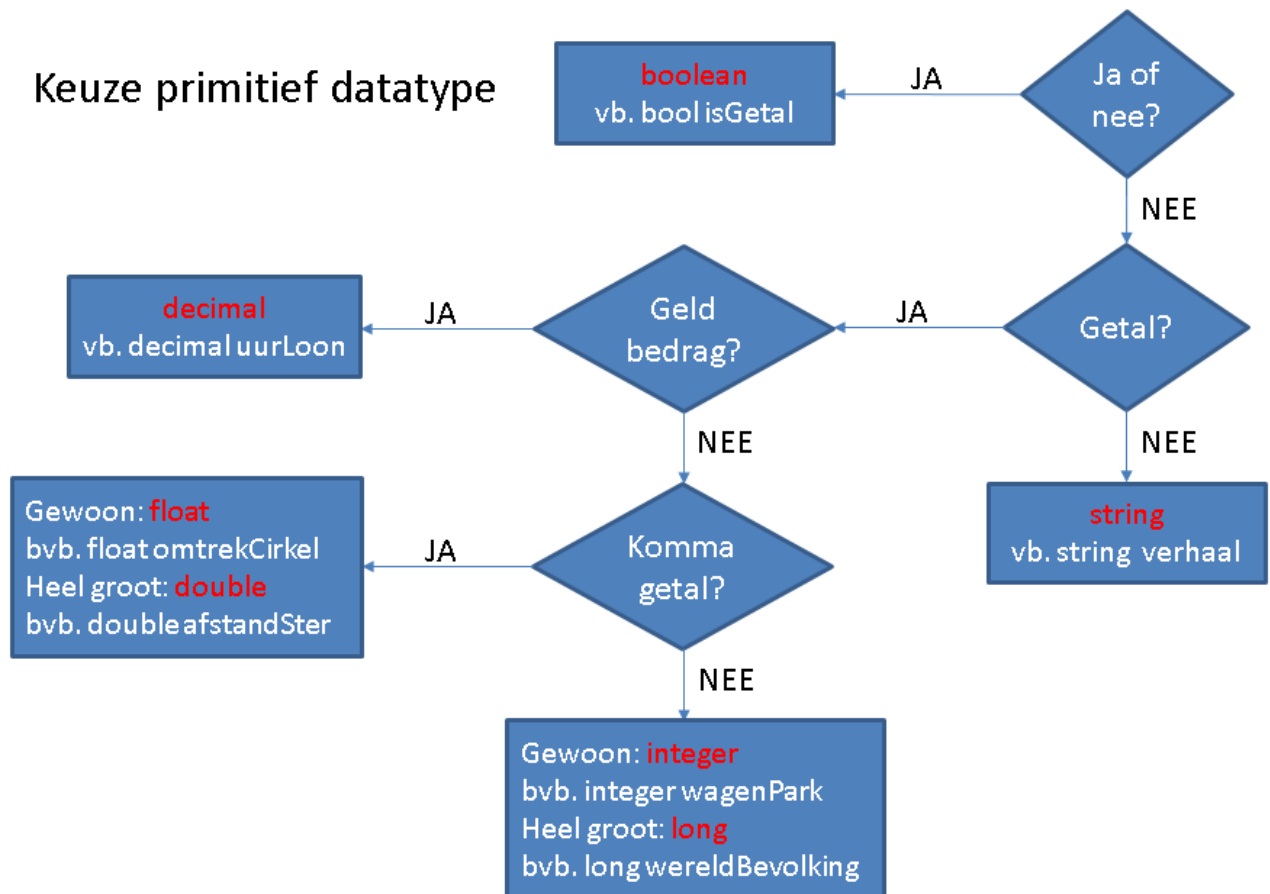 Keuze primitief datatype
Ja of
nee?
JA
boolean
vb. bool isGetal
NEE
Getal?
JA
Geld
bedrag?
JA
decimal
vb. decimal uurLoon
NEE
string
vb. string verhaal
NEE
Komma
getal?
JA
Gewoon: float
bvb. float omtrekCirkel
Heel groot: double
bvb. double afstandSter
NEE
Gewoon: integer
bvb. integer wagenPark
Heel groot: long
bvb. long wereldBevolking